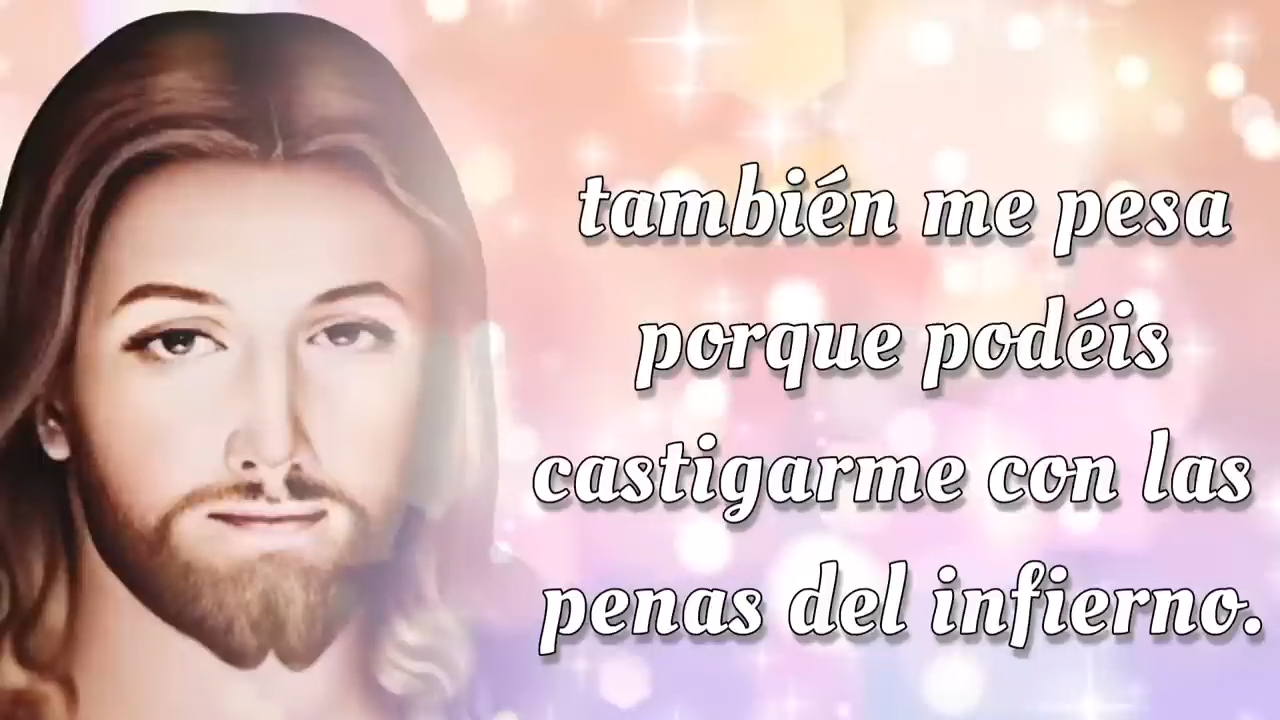 también me pesa
porque podéis
castigarme con las
penas del infierno.